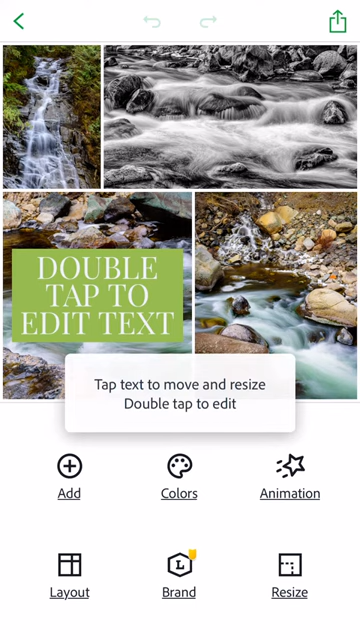 DOUBLE
TAP TO
EDIT TEXT
Tap text to move and resize
Double tap to edit
Add
Colors
Animation
L
Layout
Brand
Resize